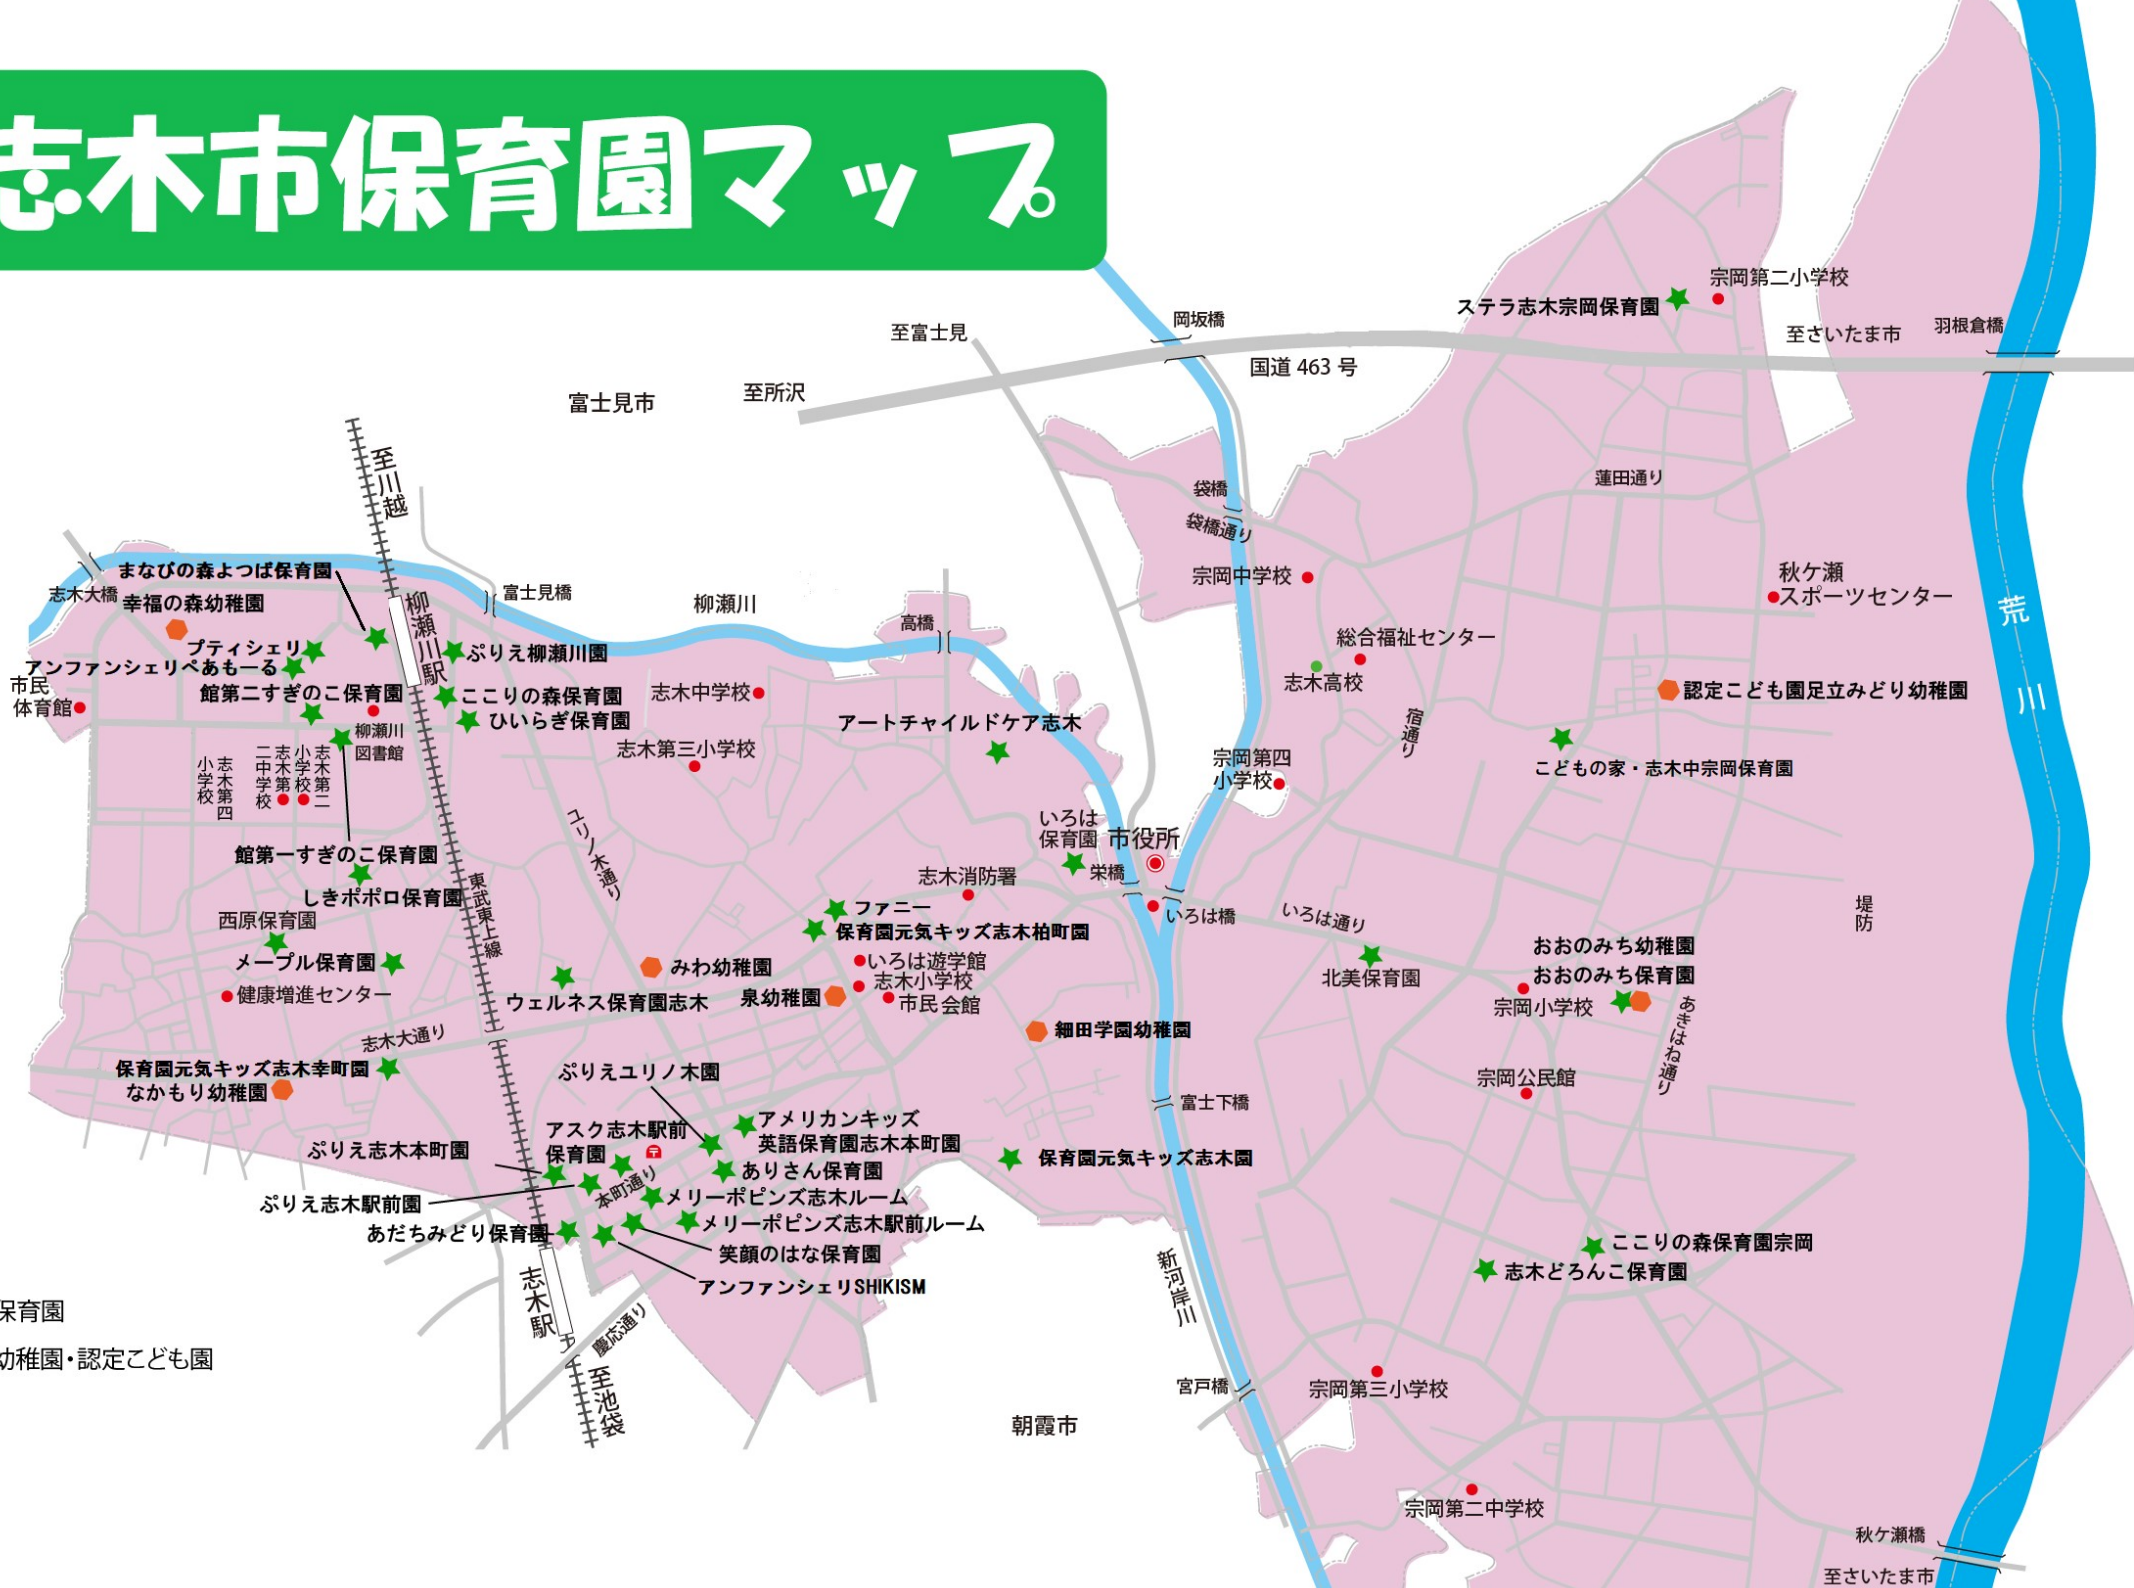 志木市保育園マップ
岡坂橋
至富士見
国道 463 号
至所沢
富士見市
宗岡第二小学校
ステラ志木宗岡保育園
至さいたま市
羽根倉橋
至川越
袋橋
袋橋通り
蓮田通り
まなびの森よつば保育園
志木大橋
幸福の森幼稚園
プティシェリ
アンファンシェリぺあもーる
市民
体育館
館第二すぎのこ保育園
柳瀬川駅
富士見橋
柳瀬川
高橋
ぷりえ柳瀬川園
ここりの森保育園
ひいらぎ保育園
柳瀬川
図書館
志木中学校
志木第三小学校
アートチャイルドケア志木
宗岡中学校
総合福祉センター
志木高校
秋ケ瀬
スポーツセンター
荒川
認定こども園足立みどり幼稚園
宿通り
こどもの家・志木中宗岡保育園
宗岡第四
小学校
志木第四
小学校
志木第
二中学校
志木第二
小学校
館第一すぎのこ保育園
しきポポロ保育園
東武東上線
ユリノ木通り
いろは
保育園
市役所
栄橋
志木消防署
いろは橋
いろは通り
堤防
西原保育園
メープル保育園
健康増進センター
ファニー
保育園元気キッズ志木柏町園
いろは遊学館
志木小学校
市民会館
みわ幼稚園
泉幼稚園
ウェルネス保育園志木
細田学園幼稚園
北美保育園
おおのみち幼稚園
おおのみち保育園
宗岡小学校
あきはね通り
宗岡公民館
志木大通り
保育園元気キッズ志木幸町園
なかもり幼稚園
ぷりえユリノ木園
富士下橋
アメリカンキッズ
英語保育園志木本町園
アスク志木駅前
保育園
ぷりえ志木本町園
ありさん保育園
保育園元気キッズ志木園
本町通り
メリーポピンズ志木ルーム
ぷりえ志木駅前園
メリーポピンズ志木駅前ルーム
あだちみどり保育園
笑顔のはな保育園
アンファンシェリSHIKISM
ここりの森保育園宗岡
志木どろんこ保育園
志木駅
慶応通り
至池袋
新河岸川
保育園
幼稚園・認定こども園
宮戸橋
宗岡第三小学校
朝霞市
宗岡第二中学校
秋ケ瀬橋
至さいたま市